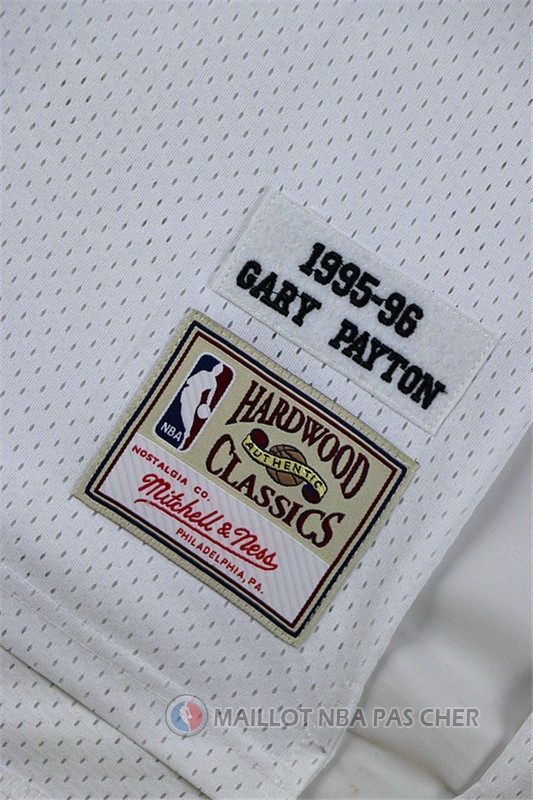 1995-96
GARY PAYTON
NBA
HARDWOOD
AUTHENTIC
CLASSICS
NOSTALGIA CO.
Mitchell & Ness
PHILADELPHIA, PA.
MAILLOT NBA PAS CHER